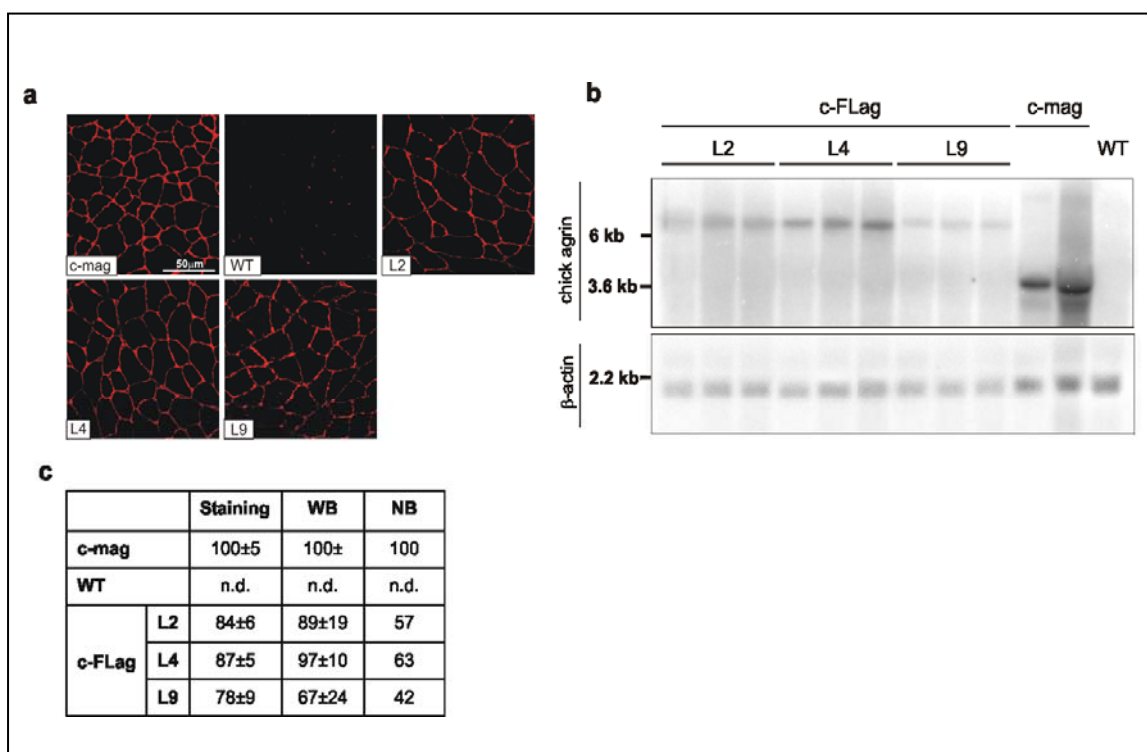 a
c-mag
50µm
WT
L2
L4
L9
b
c-FLag c-mag
L2 L4 L9 WT
chick agrin
6 kb
3.6 kb
β-actin
2.2 kb
c
Staining WB NB
c-mag 100±5 100± 100
WT n.d. n.d. n.d.
c-FLag
L2 84±6 89±19 57
L4 87±5 97±10 63
L9 78±9 67±24 42